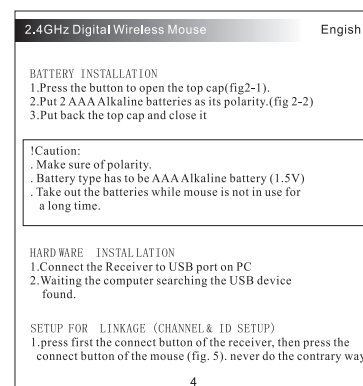 2.4GHz Digital Wireless Mouse Engish
BATTERY INSTALLATION
1.Press the button to open the top cap(fig2-1).
2.Put 2 AAA Alkaline batteries as its polarity.(fig 2-2)
3.Put back the top cap and close it
!Caution:
. Make sure of polarity.
. Battery type has to be AAA Alkaline battery (1.5V)
. Take out the batteries while mouse is not in use for
a long time.
HARDWARE INSTALLATION
1.Connect the Receiver to USB port on PC
2.Waiting the computer searching the USB device
found.
SETUP FOR LINKAGE (CHANNEL & ID SETUP)
1.press first the connect button of the receiver, then press the
connect button of the mouse (fig. 5). never do the contrary way
4